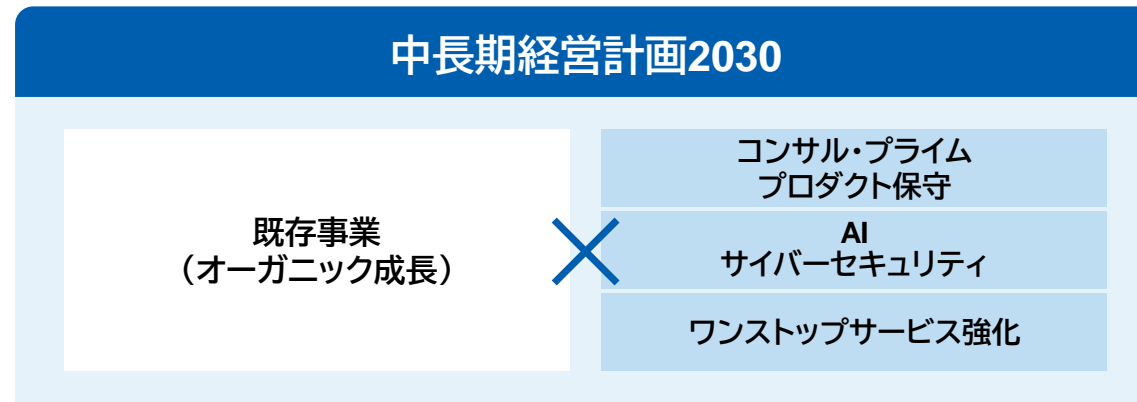 中長期経営計画2030
既存事業
（オーガニック成長）
コンサル・プライム
プロダクト保守
AI
サイバーセキュリティ
ワンストップサービス強化